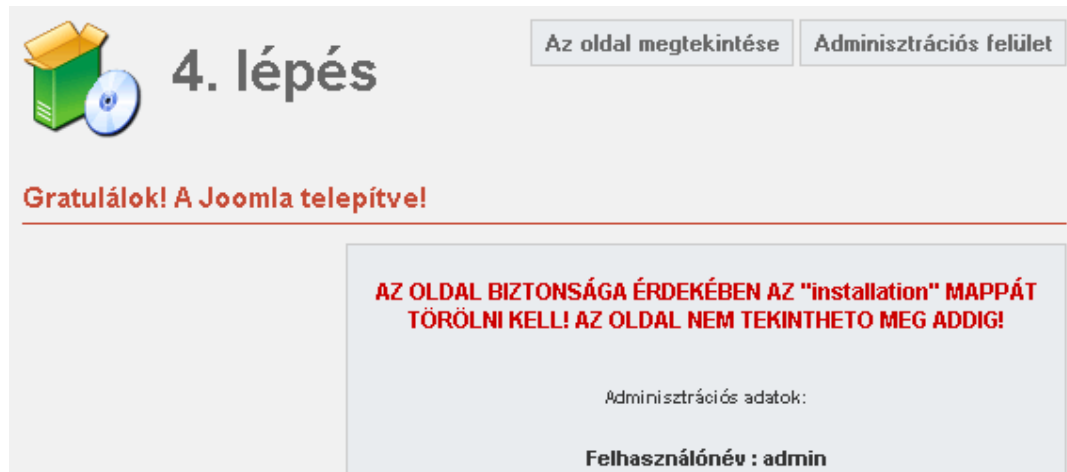 Az oldal megtekintése
Adminisztrációs felület
4. lépés
Gratulálok! A Joomla telepítve!
AZ OLDAL BIZTONSÁGA ÉRDEKÉBEN AZ "installation" MAPPÁT
TÖRÖLNI KELL! AZ OLDAL NEM TEKINTHETO MEG ADDIG!
Adminisztrációs adatok:
Felhasználónév : admin